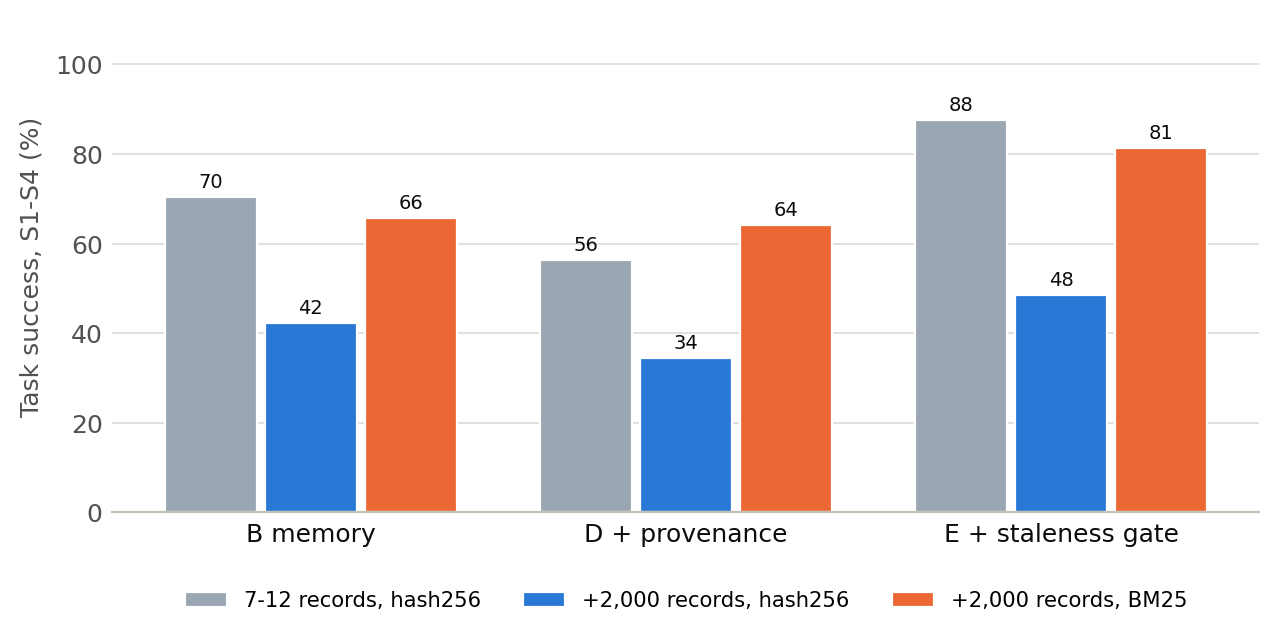 Task success, S1-S4 (%)
100
80
60
40
20
0
70
42
66
56
34
64
88
48
81
B memory
D + provenance
E + staleness gate
7-12 records, hash256
+2,000 records, hash256
+2,000 records, BM25